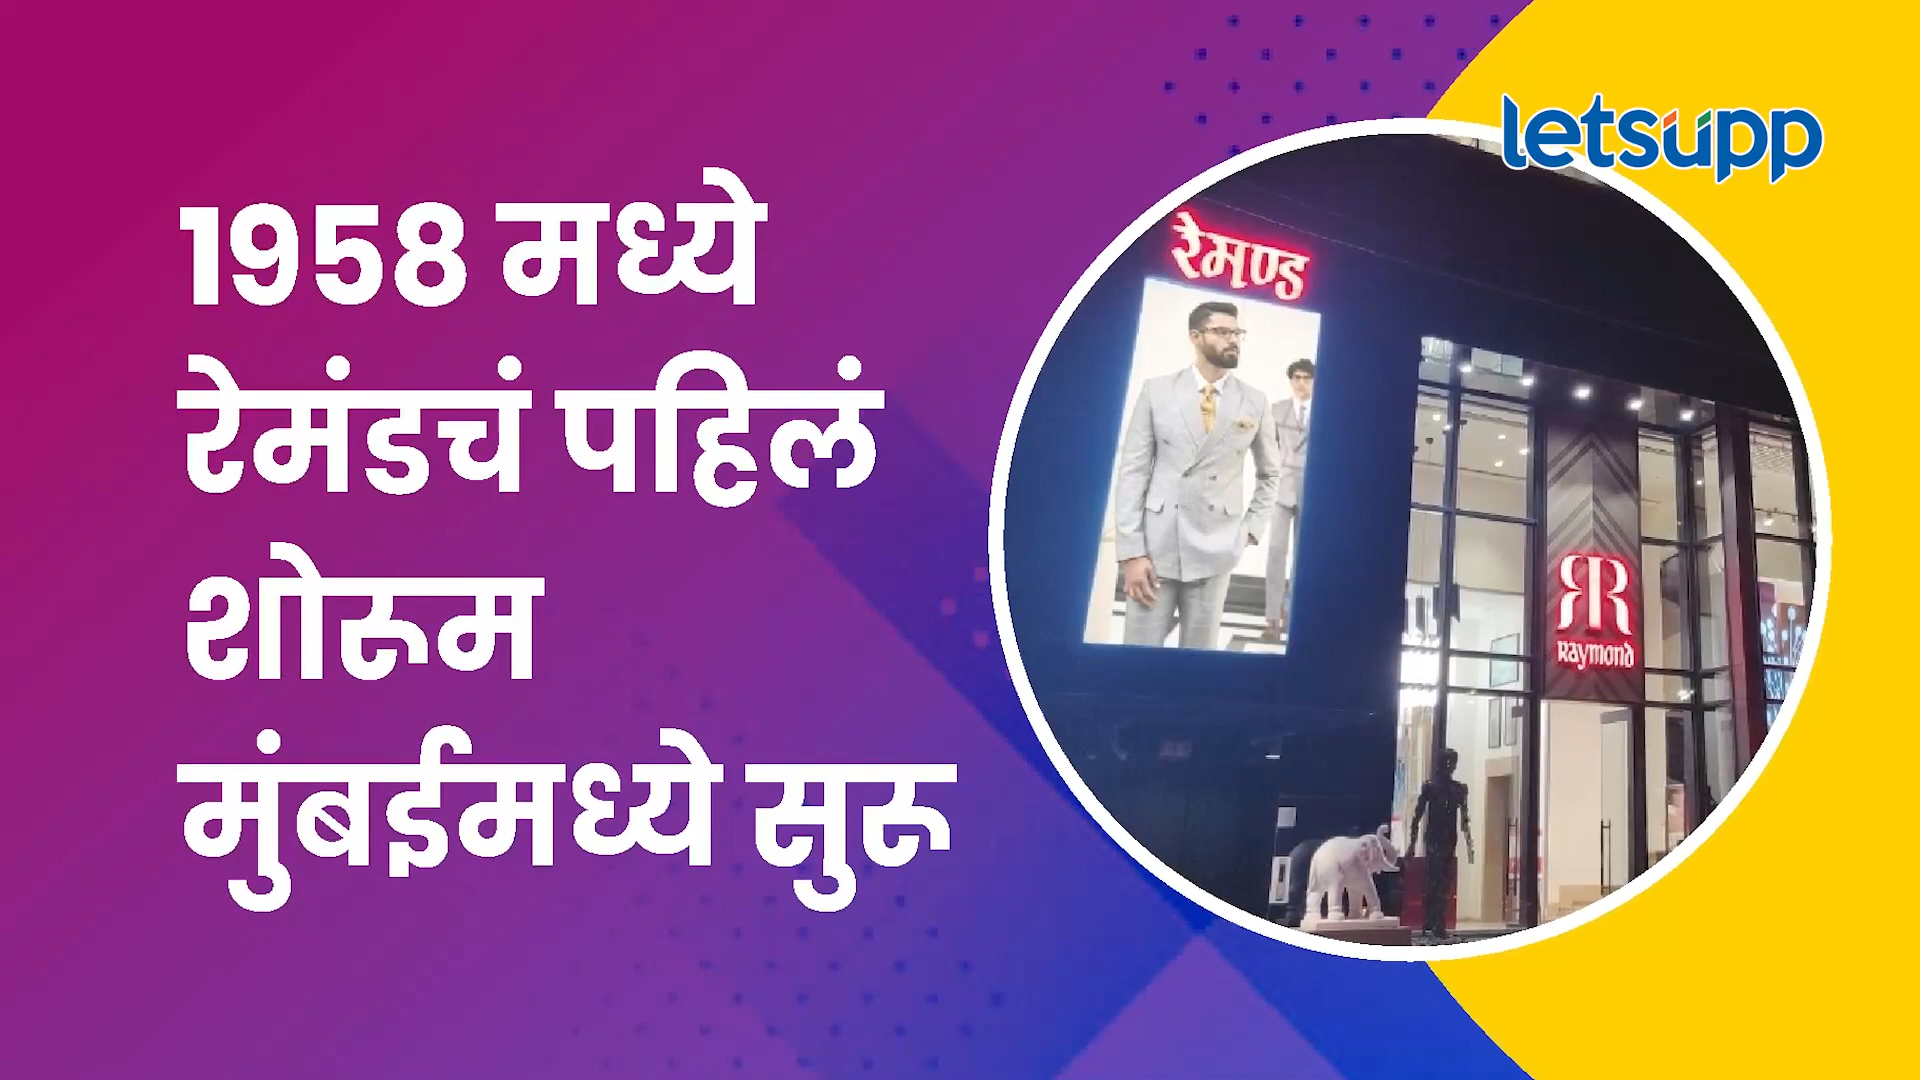 1958 मध्ये
रेमंडचं पहिलं
शोरूम
मुंबईमध्ये सुरू
letsupp
रेमण्ड
Raymond